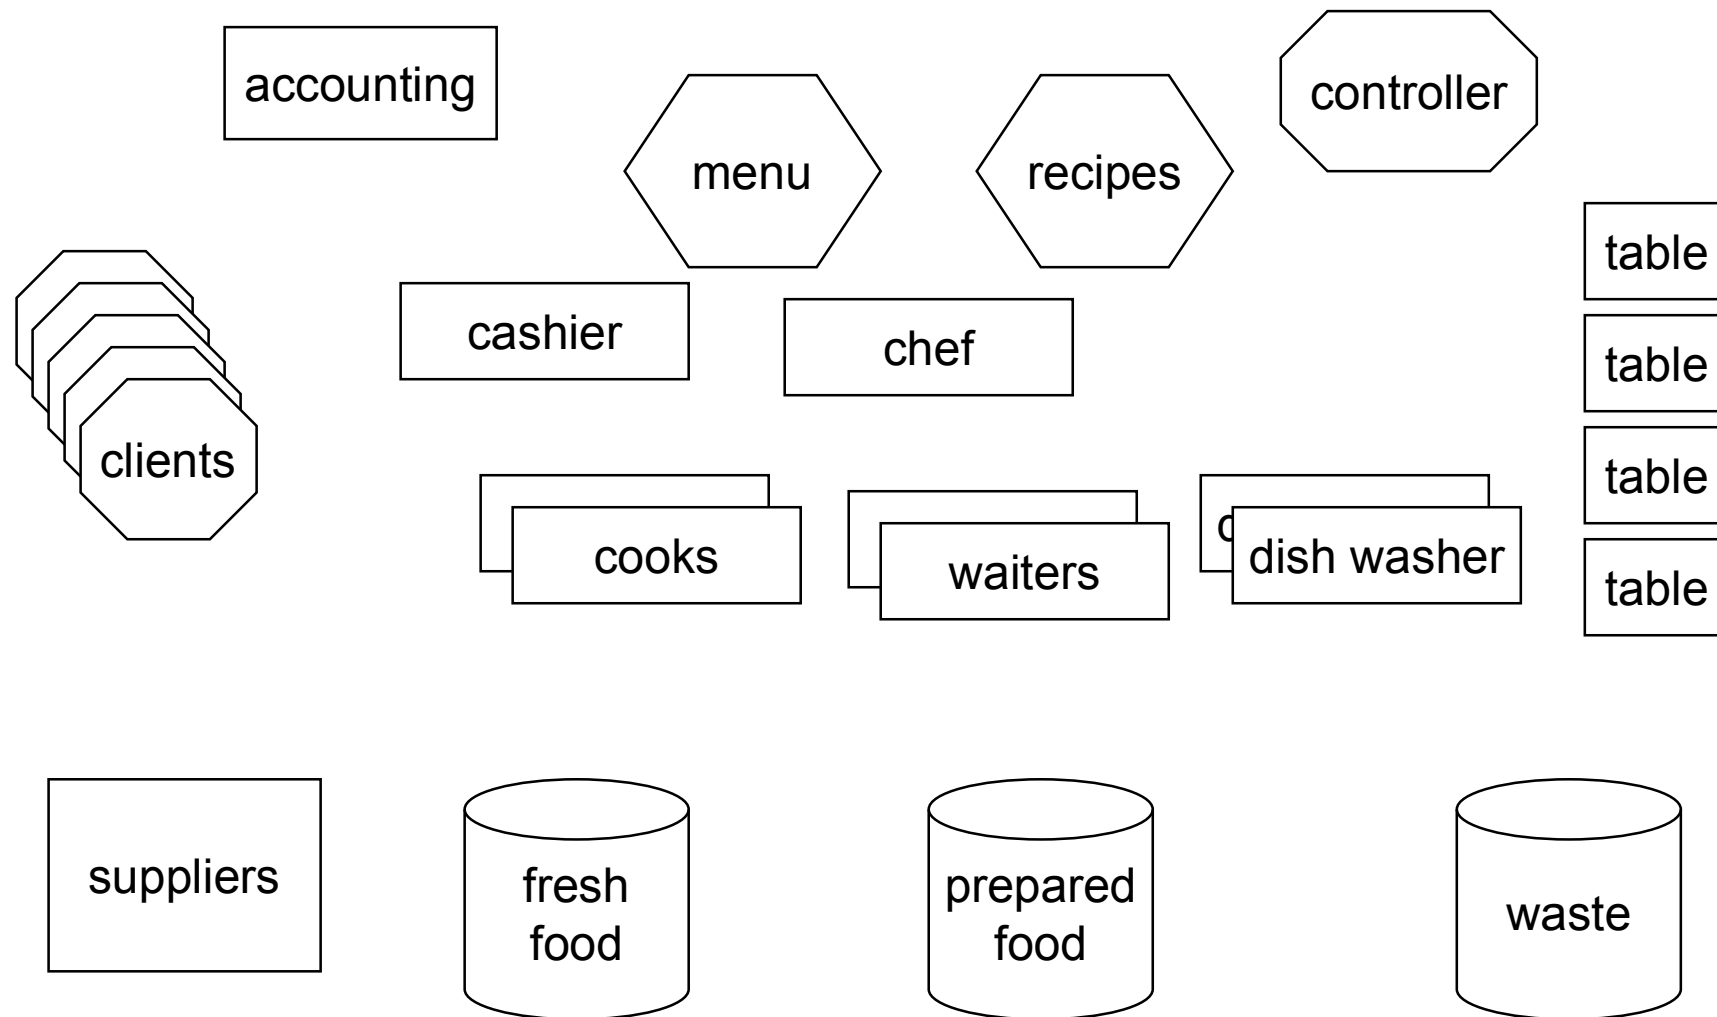 accounting
controller
menu
recipes
table
cashier
chef
table
clients
table
cooks
waiters
dish washer
table
suppliers
fresh
food
prepared
food
waste